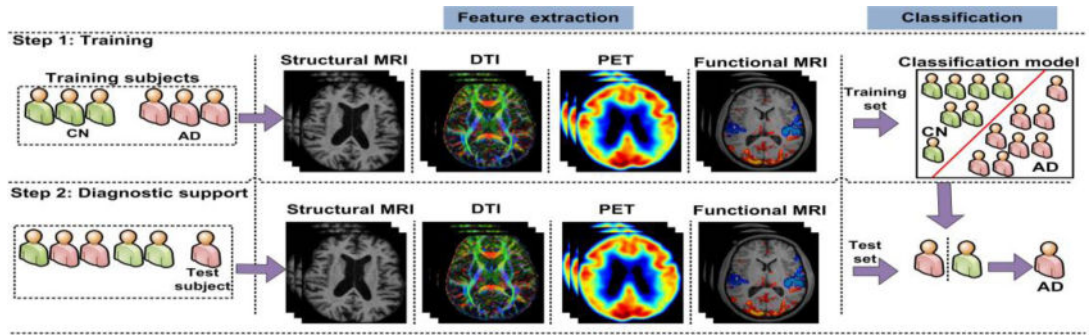 Feature extraction
Classification
Step 1: Training
Training subjects
CN
AD
Structural MRI
DTI
PET
Functional MRI
Training
set
Classification model
CN
AD
Step 2: Diagnostic support
Test
subject
Structural MRI
DTI
PET
Functional MRI
Test
set
AD